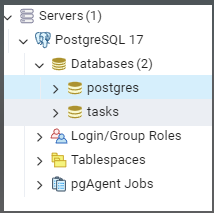 Servers (1)
PostgreSQL 17
Databases (2)
postgres
tasks
Login/Group Roles
Tablespaces
pgAgent Jobs